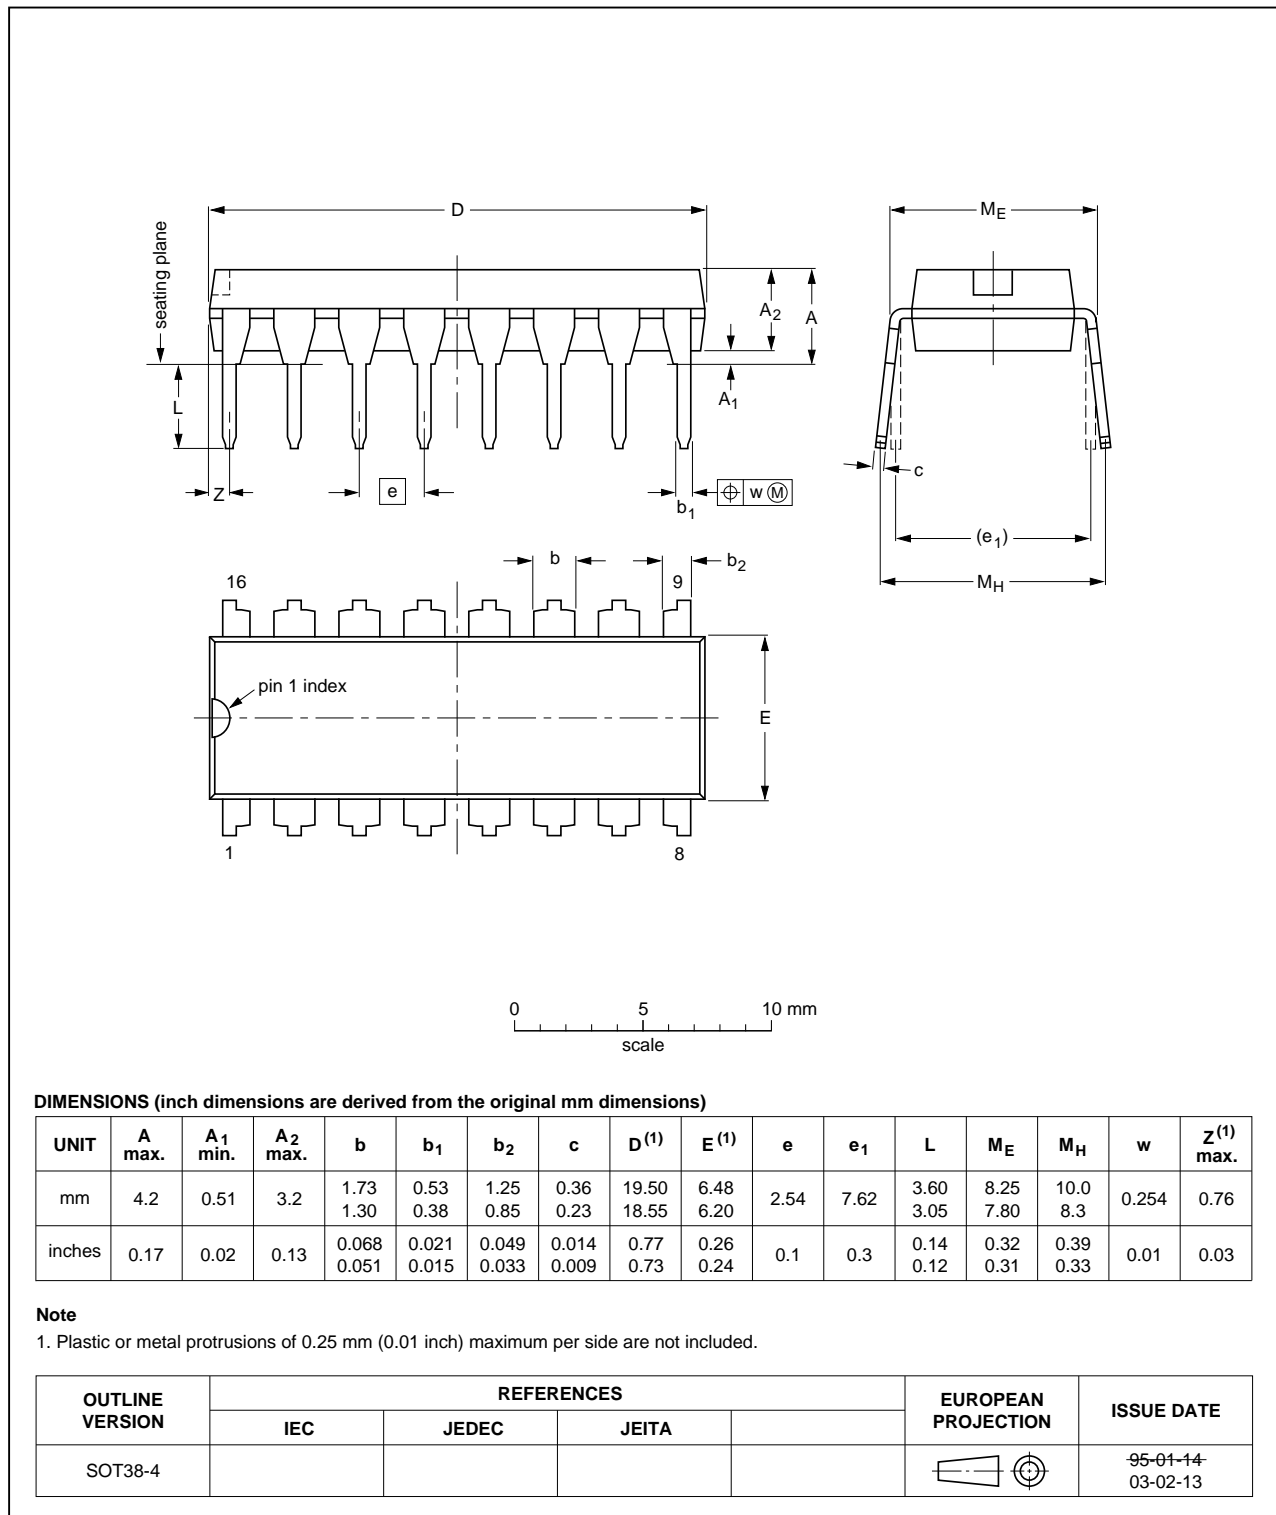 D
M_E
seating plane
A_2
A
A_1
L
Z
e
b_1
w M
c
(e_1)
M_H
b
b_2
16
9
pin 1 index
E
1
8
0 5 10 mm
scale
DIMENSIONS (inch dimensions are derived from the original mm dimensions)
UNIT A max. A1 min. A2 max. b b1 b2 c D(1) E(1) e e1 L ME MH w Z(1) max.
mm 4.2 0.51 3.2 1.73 1.30 0.53 0.38 1.25 0.85 0.36 0.23 19.50 18.55 6.48 6.20 2.54 7.62 3.60 3.05 8.25 7.80 10.0 8.3 0.254 0.76
inches 0.17 0.02 0.13 0.068 0.051 0.021 0.015 0.049 0.033 0.014 0.009 0.77 0.73 0.26 0.24 0.1 0.3 0.14 0.12 0.32 0.31 0.39 0.33 0.01 0.03
Note
1. Plastic or metal protrusions of 0.25 mm (0.01 inch) maximum per side are not included.
OUTLINE VERSION REFERENCES EUROPEAN PROJECTION ISSUE DATE
IEC JEDEC JEITA
SOT38-4 95-01-14
03-02-13